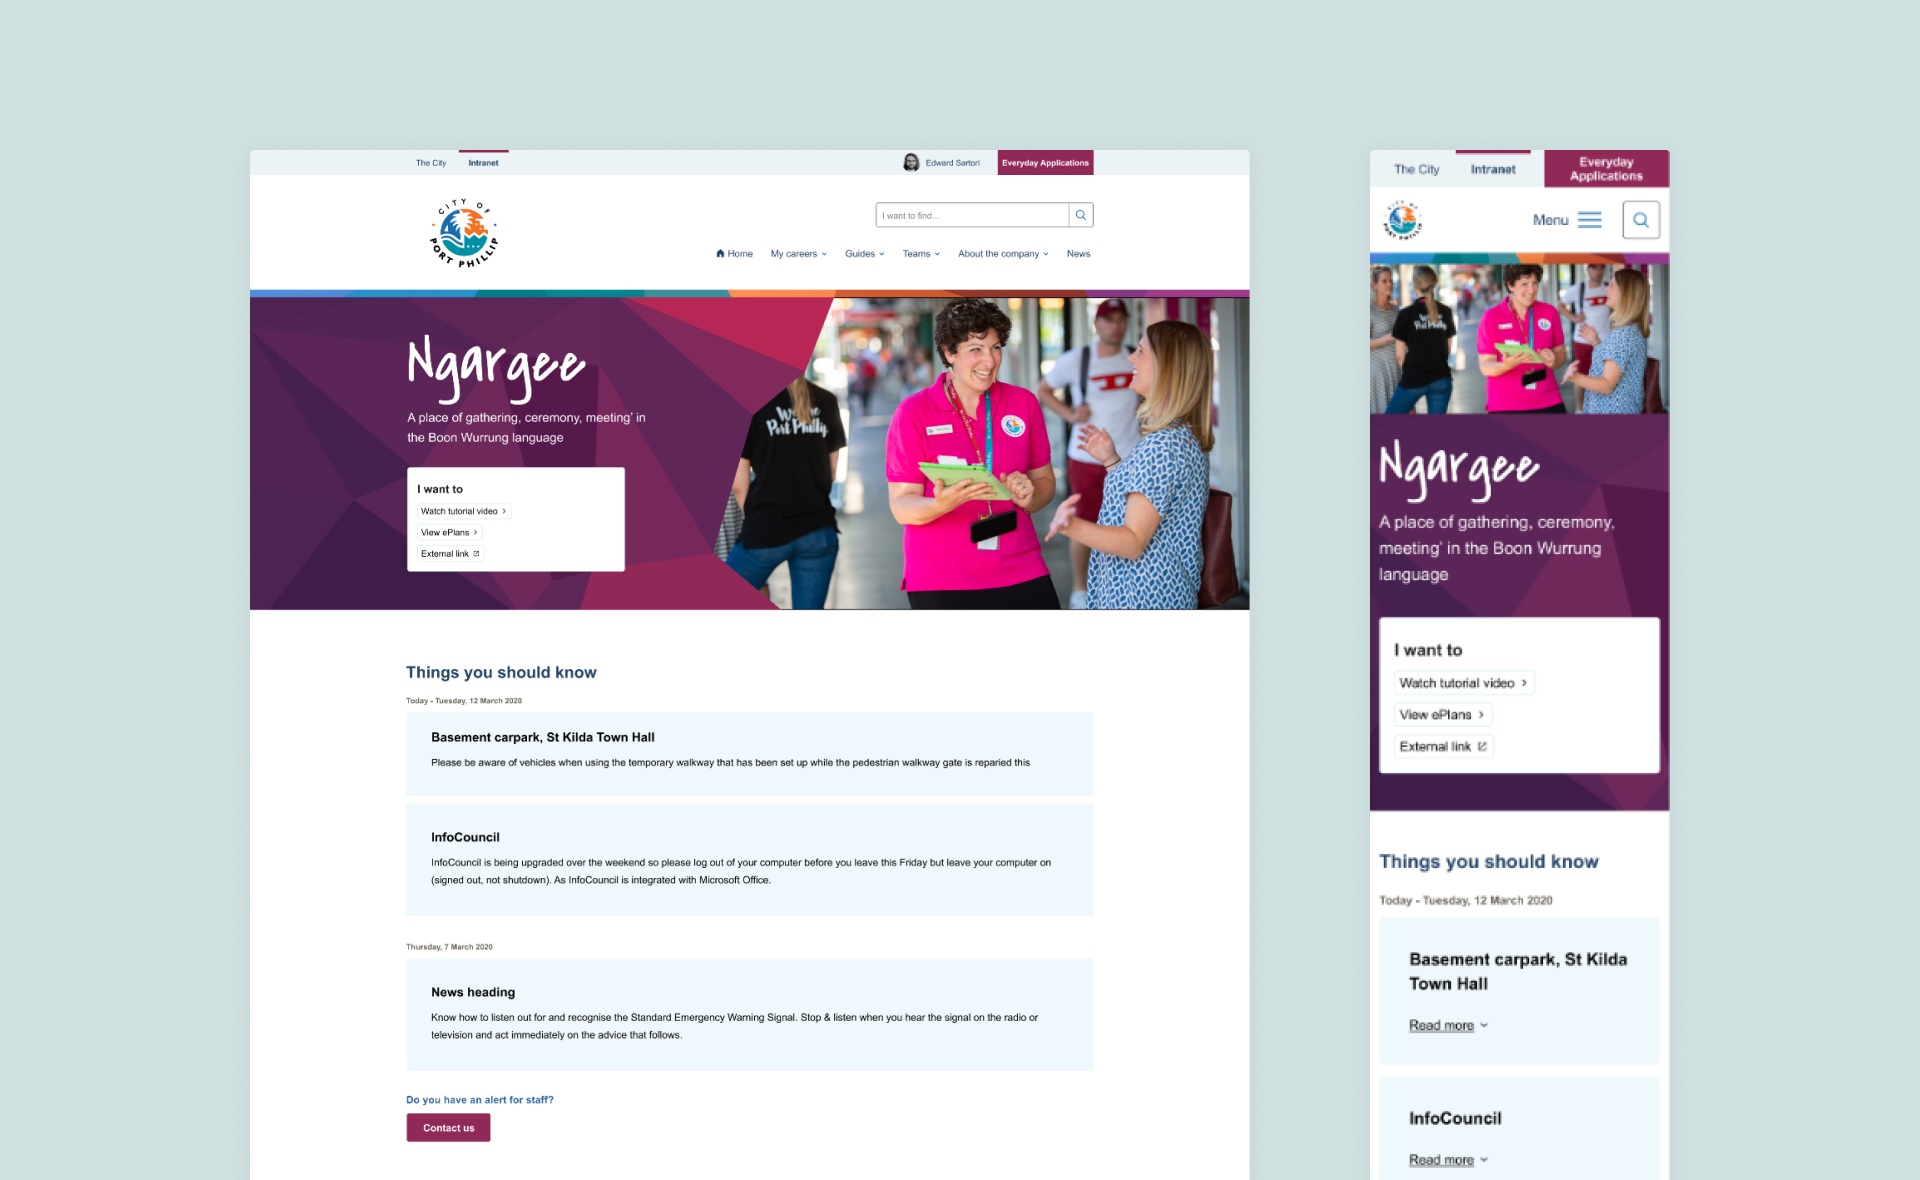 The City
Intranet
Edward Sartori
Everyday Applications
CITY OF
PORT PHILLIP
I want to find...
Home
My careers
Guides
Teams
About the company
News
Ngargee
A place of gathering, ceremony, meeting’ in
the Boon Wurrung language
I want to
Watch tutorial video
View ePlans
External link
Port Phillip
Things you should know
Today - Tuesday, 12 March 2020
Basement carpark, St Kilda Town Hall
Please be aware of vehicles when using the temporary walkway that has been set up while the pedestrian walkway gate is reparied this
InfoCouncil
InfoCouncil is being upgraded over the weekend so please log out of your computer before you leave this Friday but leave your computer on
(signed out, not shutdown). As InfoCouncil is integrated with Microsoft Office.
Thursday, 7 March 2020
News heading
Know how to listen out for and recognise the Standard Emergency Warning Signal. Stop & listen when you hear the signal on the radio or
television and act immediately on the advice that follows.
Do you have an alert for staff?
Contact us
The City
Intranet
Everyday
Applications
CITY OF
PORT PHILLIP
Menu
Ngargee
A place of gathering, ceremony,
meeting’ in the Boon Wurrung
language
I want to
Watch tutorial video
View ePlans
External link
Things you should know
Today - Tuesday, 12 March 2020
Basement carpark, St Kilda
Town Hall
Read more
InfoCouncil
Read more